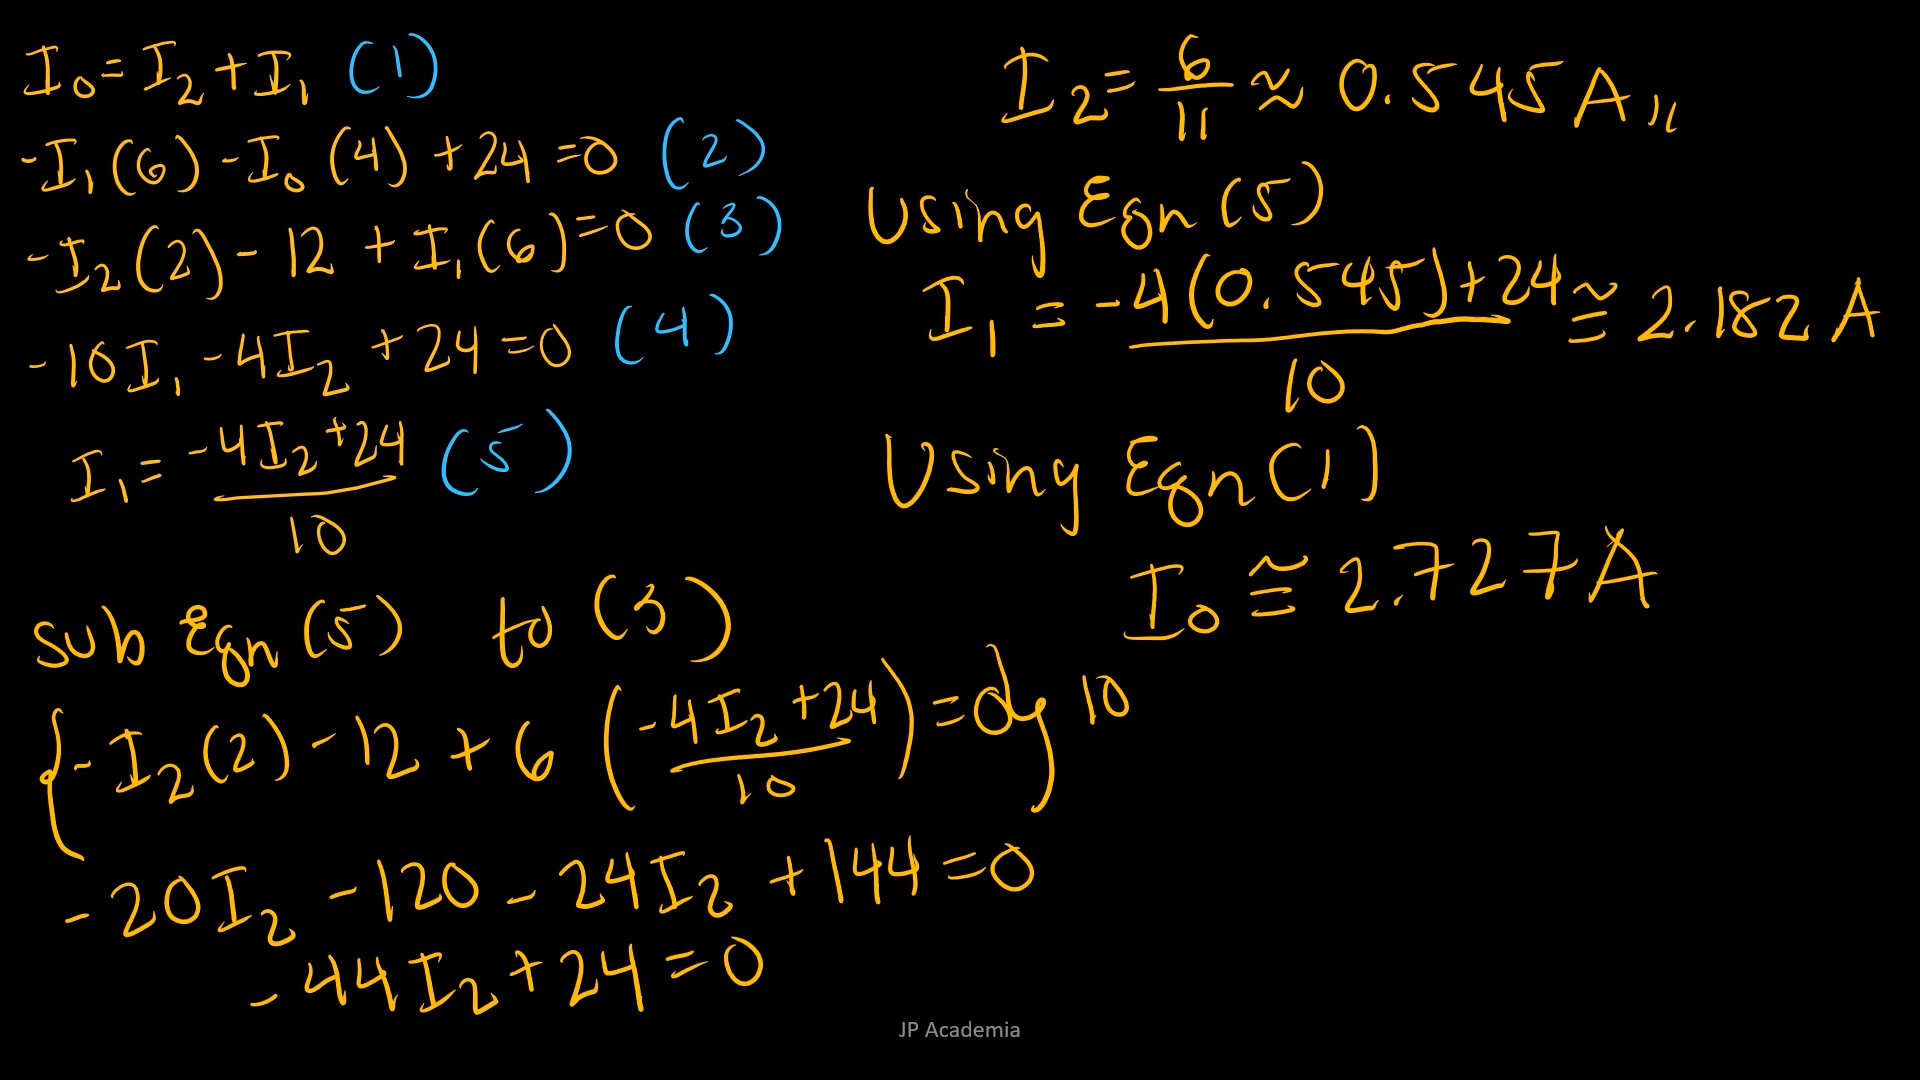 I₀ = I₂ + I₁ (1)
-I₁(6) - I₀(4) + 24 = 0 (2)
-I₂(2) - 12 + I₁(6) = 0 (3)
-10I₁ - 4I₂ + 24 = 0 (4)
I₁ = (-4I₂ + 24)/10 (5)
Sub Eqn (5) to (3)
{-I₂(2) - 12 + 6((-4I₂ + 24)/10) = 0} 10
-20I₂ - 120 - 24I₂ + 144 = 0
-44I₂ + 24 = 0
I₂ = 6/11 ≈ 0.545 A
Using Eqn (5)
I₁ = (-4(0.545) + 24)/10 ≅ 2.182 A
Using Eqn (1)
I₀ ≅ 2.727 A
JP Academia